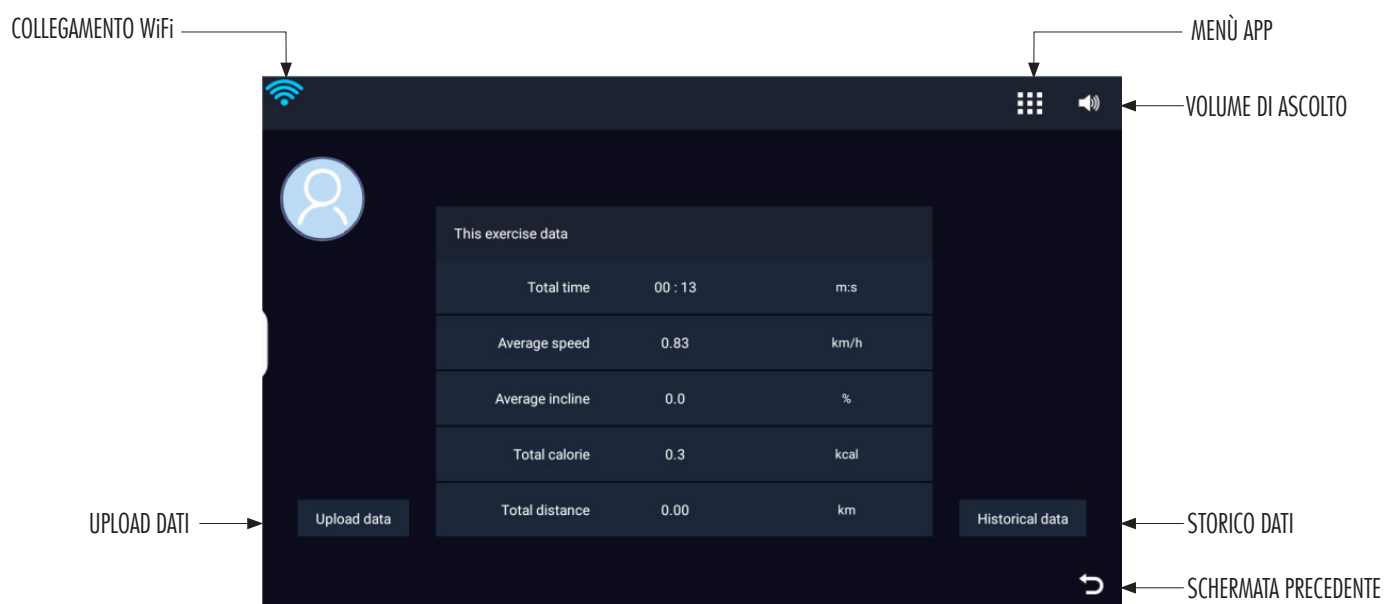 COLLEGAMENTO WiFi
MENÙ APP
VOLUME DI ASCOLTO
This exercise data
Total time 00 : 13 m:s
Average speed 0.83 km/h
Average incline 0.0 %
Total calorie 0.3 kcal
Total distance 0.00 km
UPLOAD DATI
Upload data
Historical data
STORICO DATI
SCHERMATA PRECEDENTE